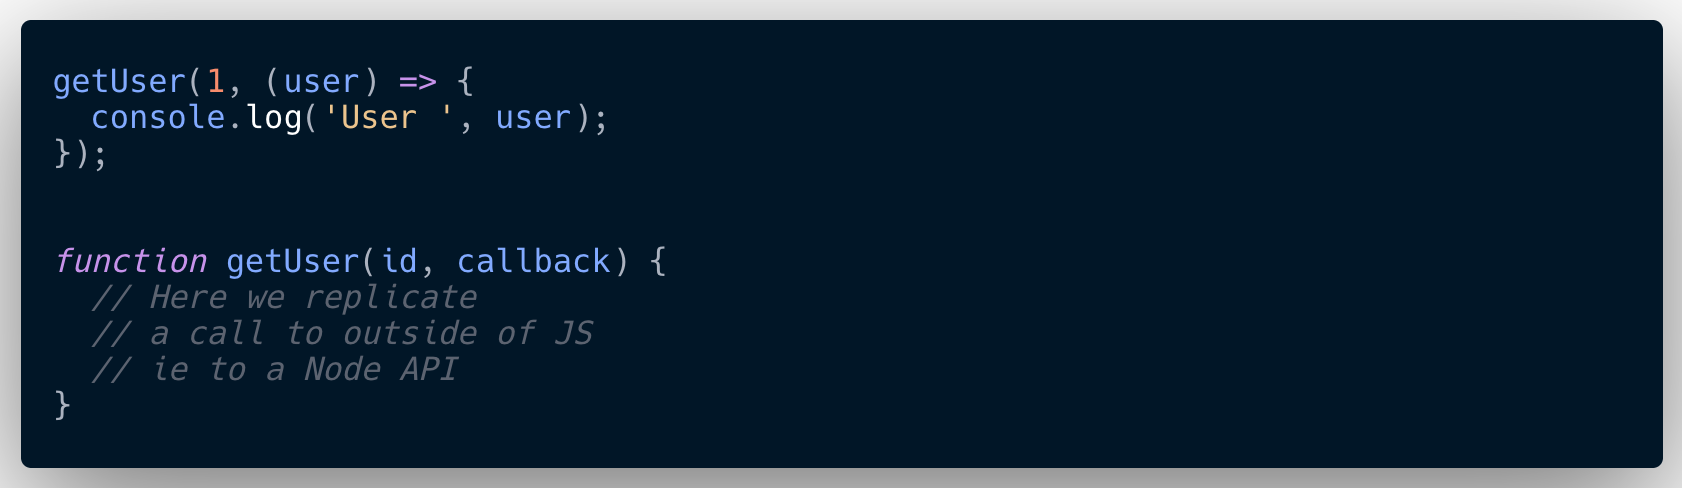 getUser(1, (user) => {
  console.log('User ', user);
});
function getUser(id, callback) {
  // Here we replicate
  // a call to outside of JS
  // ie to a Node API
}